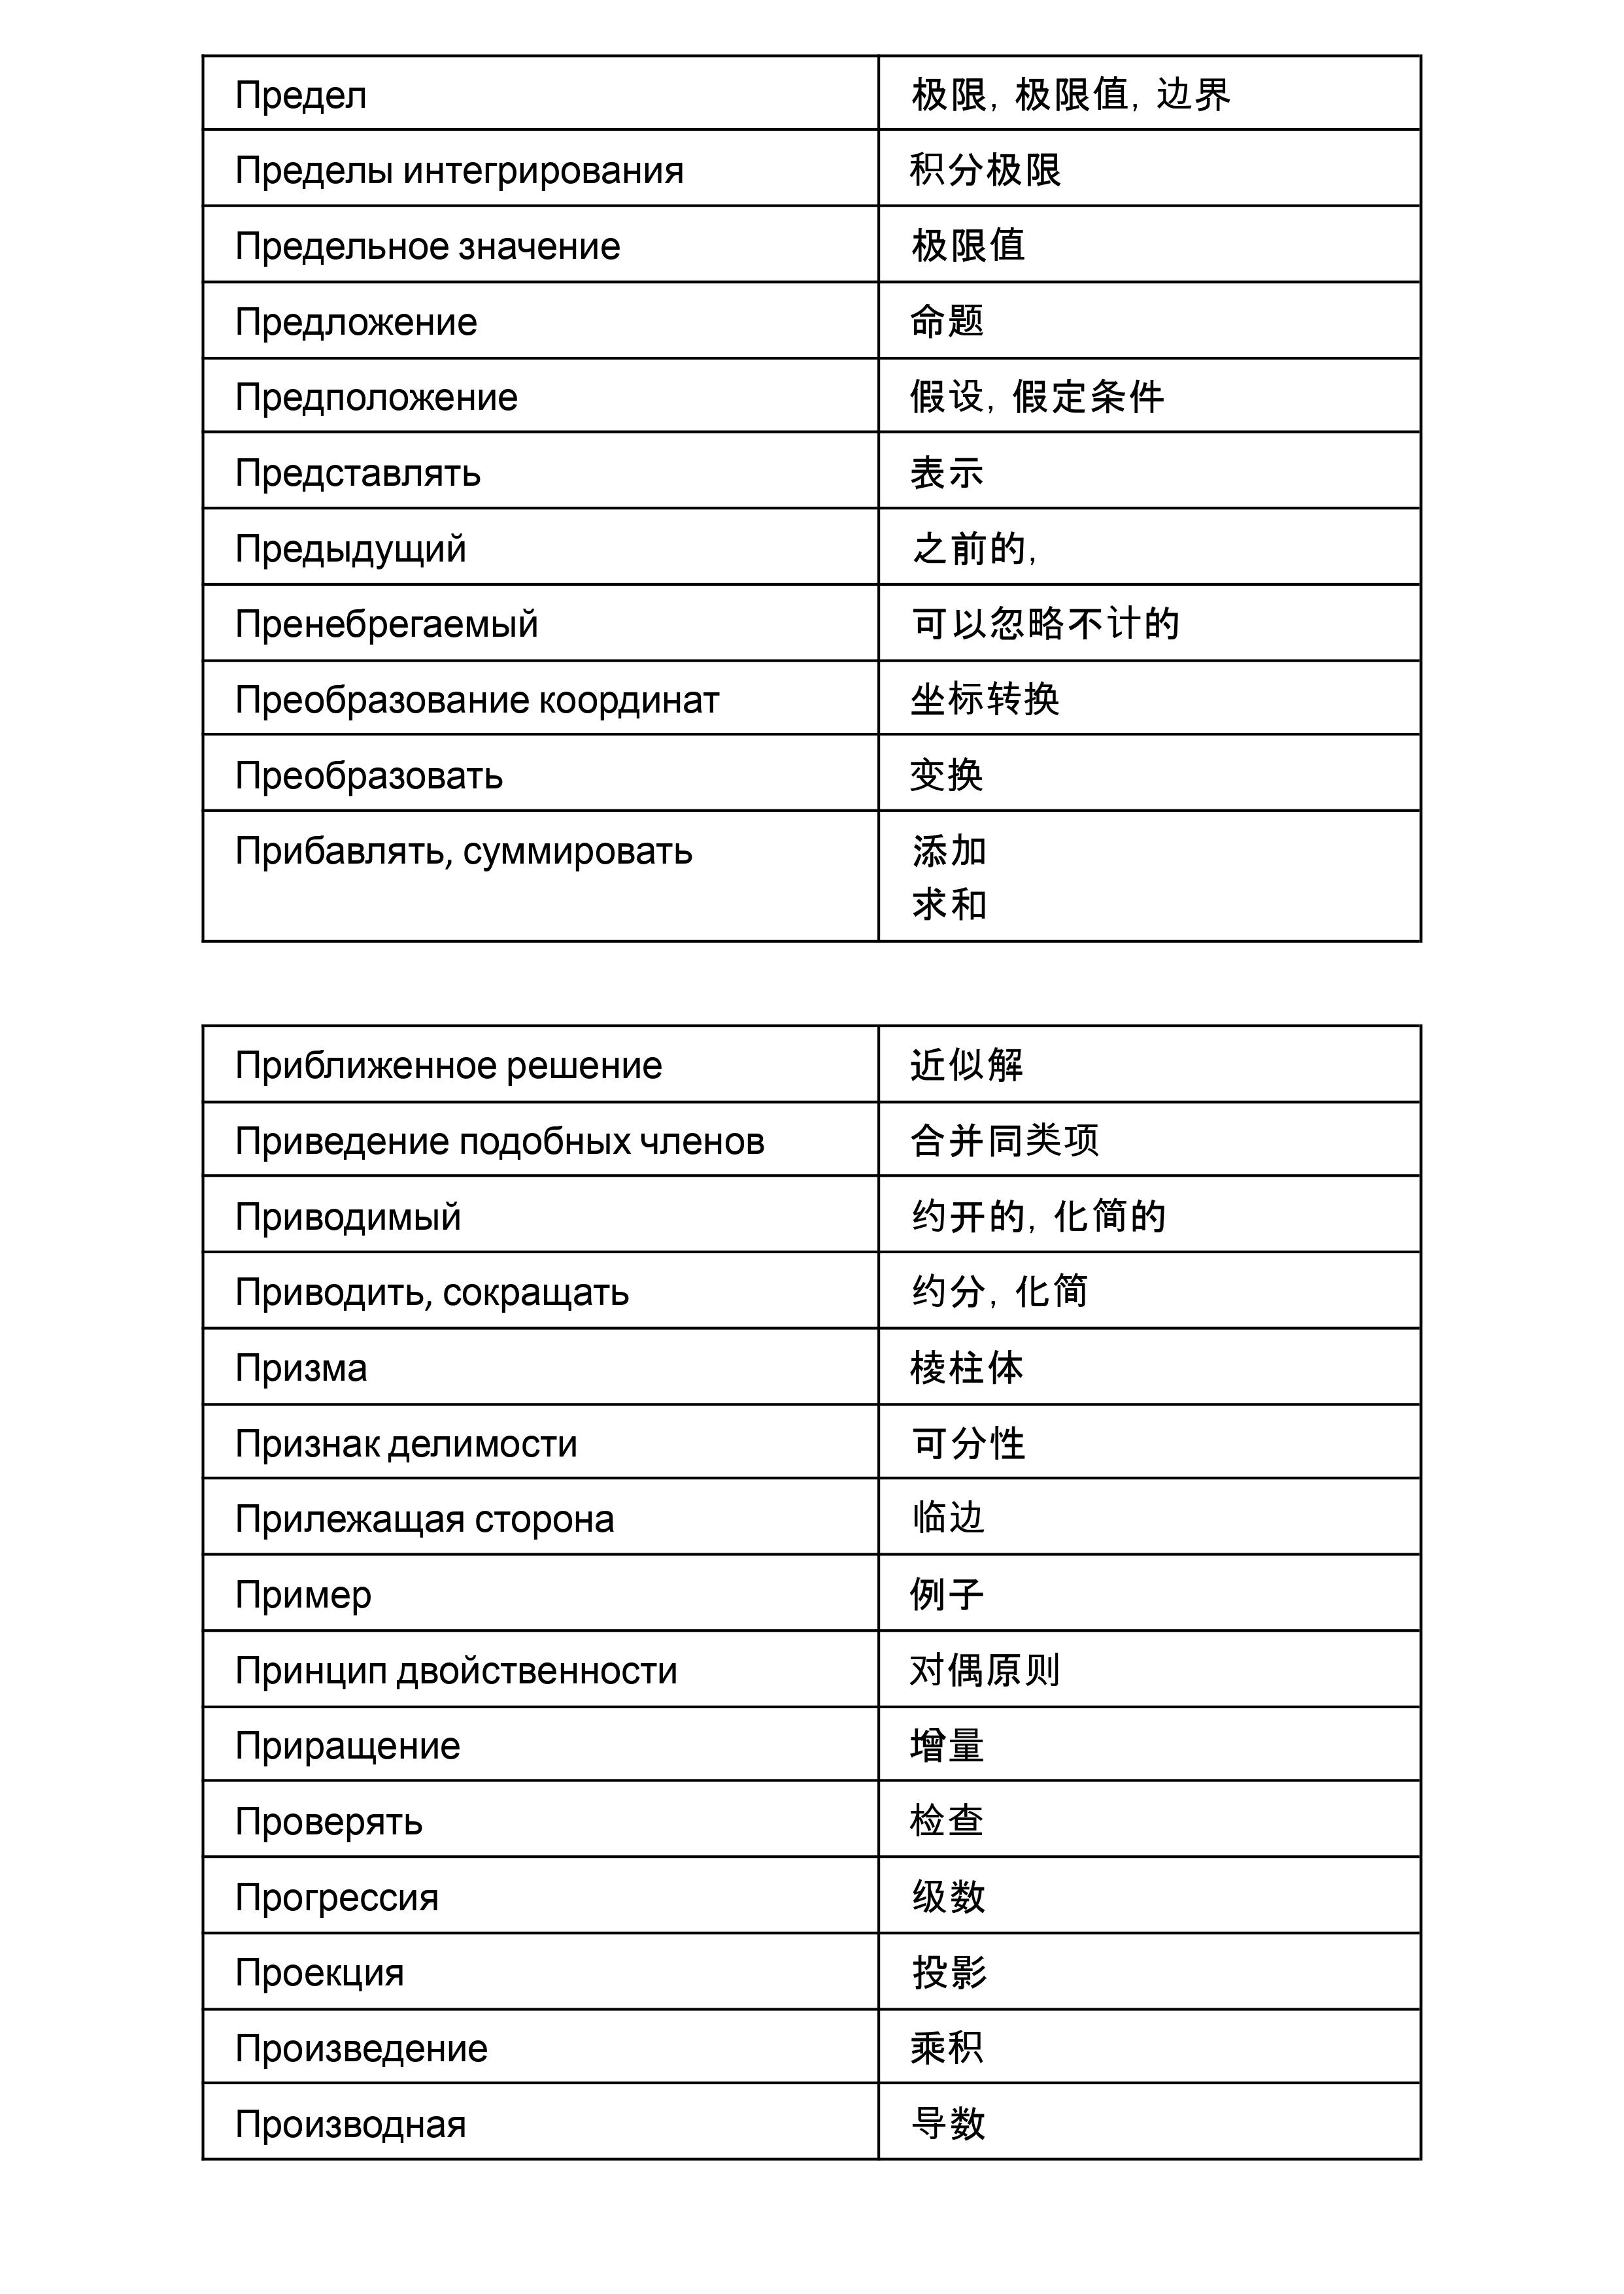 Предел 极限, 极限值, 边界
Пределы интегрирования 积分极限
Предельное значение 极限值
Предложение 命题
Предположение 假设, 假定条件
Представлять 表示
Предыдущий 之前的,
Пренебрегаемый 可以忽略不计的
Преобразование координат 坐标转换
Преобразовать 变换
Прибавлять, суммировать 添加
求和
Приближенное решение 近似解
Приведение подобных членов 合并同类项
Приводимый 约开的, 化简的
Приводить, сокращать 约分, 化简
Призма 棱柱体
Признак делимости 可分性
Прилежащая сторона 临边
Пример 例子
Принцип двойственности 对偶原则
Приращение 增量
Проверять 检查
Прогрессия 级数
Проекция 投影
Произведение 乘积
Производная 导数